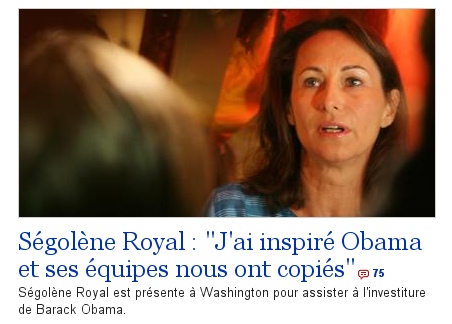 Ségolène Royal : "J'ai inspiré Obama
et ses équipes nous ont copiés" 75
Ségolène Royal est présente à Washington pour assister à l'investiture
de Barack Obama.